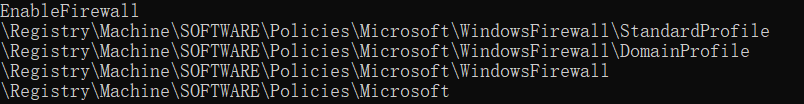 EnableFirewall
\Registry\Machine\SOFTWARE\Policies\Microsoft\WindowsFirewall\StandardProfile
\Registry\Machine\SOFTWARE\Policies\Microsoft\WindowsFirewall\DomainProfile
\Registry\Machine\SOFTWARE\Policies\Microsoft\WindowsFirewall
\Registry\Machine\SOFTWARE\Policies\Microsoft